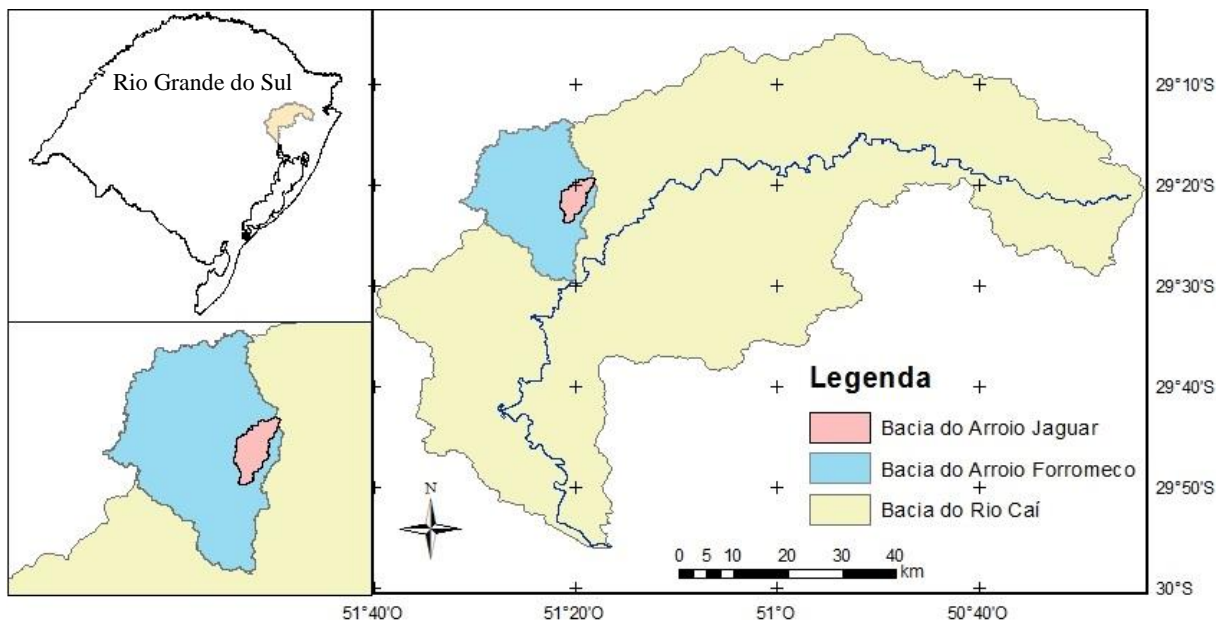 Rio Grande do Sul
29°10'S
29°20'S
29°30'S
29°40'S
29°50'S
30°S
Legenda
Bacia do Arroio Jaguar
Bacia do Arroio Forromeco
Bacia do Rio Caí
N
0 5 10 20 30 40
km
51°40'O 51°20'O 51°O 50°40'O